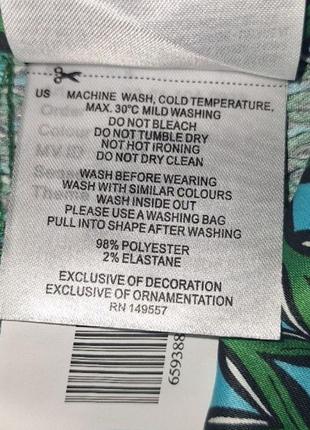 US MACHINE WASH, COLD TEMPERATURE,
MAX. 30°C MILD WASHING
DO NOT BLEACH
DO NOT TUMBLE DRY
NOT HOT IRONING
DO NOT DRY CLEAN
WASH BEFORE WEARING
WASH WITH SIMILAR COLOURS
WASH INSIDE OUT
PLEASE USE A WASHING BAG
PULL INTO SHAPE AFTER WASHING
98% POLYESTER
2% ELASTANE
EXCLUSIVE OF DECORATION
EXCLUSIVE OF ORNAMENTATION
RN 149557